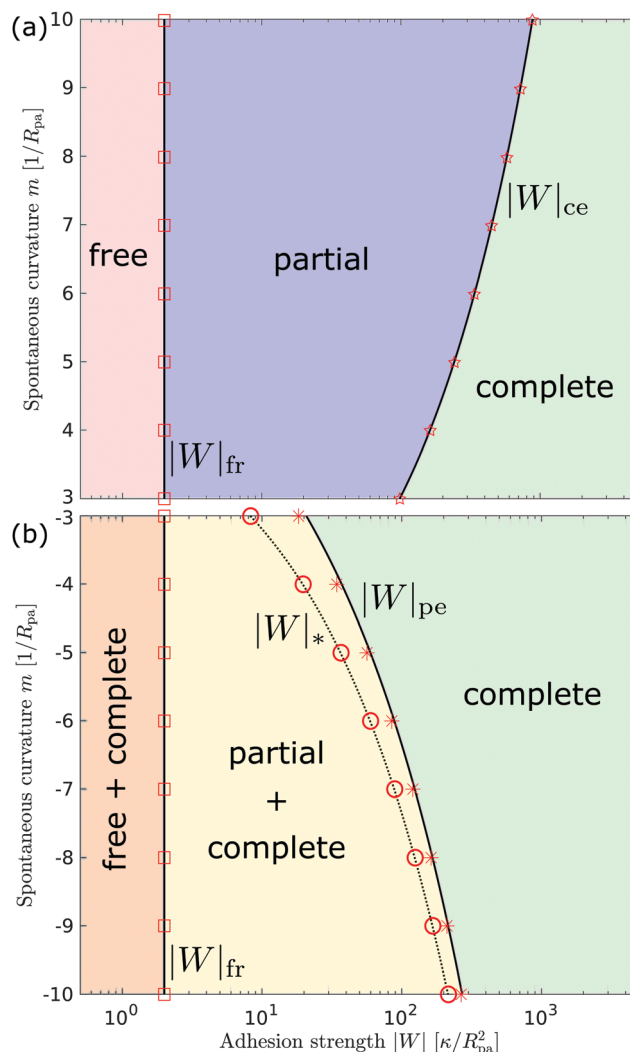 (a)
10
9
8
7
6
5
4
3
Spontaneous curvature m [1/R_pa]
free
partial
complete
|W|_ce
|W|_fr
(b)
-3
-4
-5
-6
-7
-8
-9
-10
Spontaneous curvature m [1/R_pa]
free + complete
|W|_*
|W|_pe
partial
+
complete
complete
|W|_fr
10^0
10^1
10^2
10^3
Adhesion strength |W| [κ/R_pa^2]